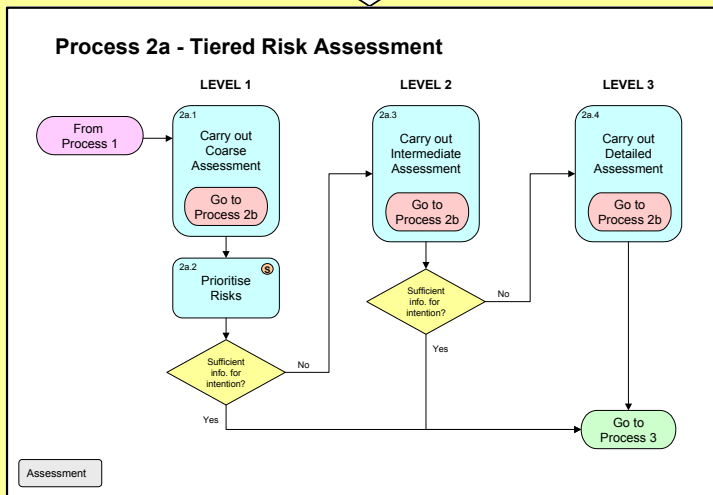 Process 2a - Tiered Risk Assessment
LEVEL 1
LEVEL 2
LEVEL 3
From
Process 1
2a.1
Carry out
Coarse
Assessment
Go to
Process 2b
2a.2
S
Prioritise
Risks
Sufficient
info. for
intention?
No
Yes
2a.3
Carry out
Intermediate
Assessment
Go to
Process 2b
Sufficient
info. for
intention?
No
Yes
2a.4
Carry out
Detailed
Assessment
Go to
Process 2b
Go to
Process 3
Assessment